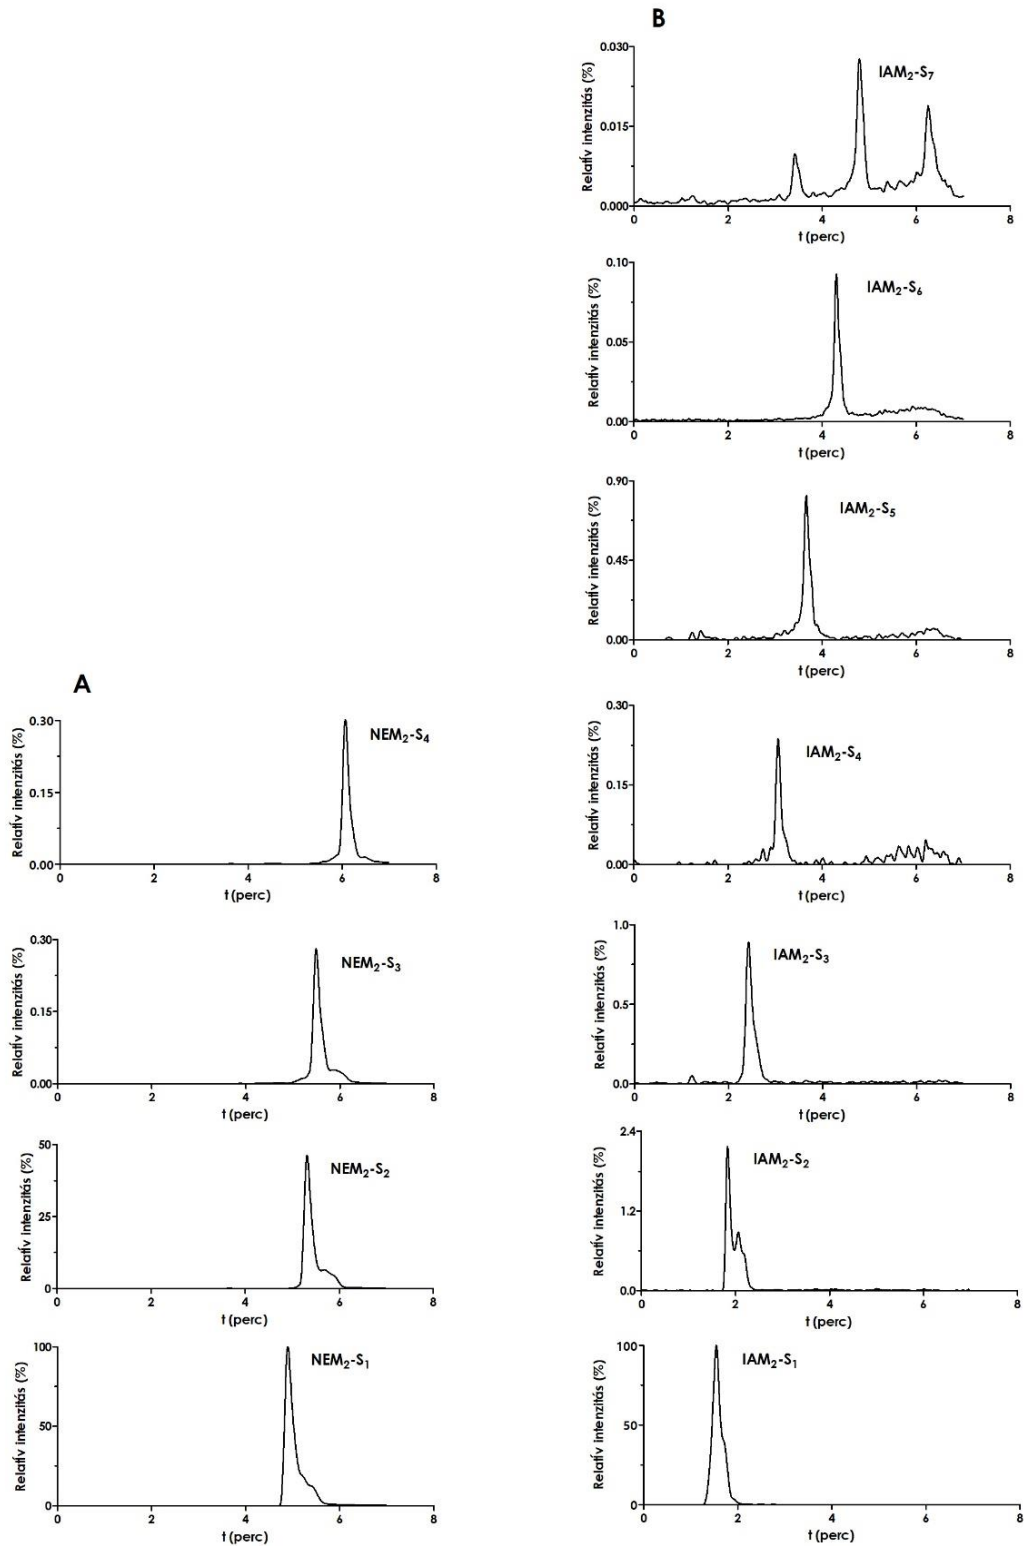 B
IAM₂-S₇
Relatív intenzitás (%)
0.030
0.015
0.000
0 2 4 6 8
t (perc)
IAM₂-S₆
Relatív intenzitás (%)
0.10
0.05
0.00
0 2 4 6 8
t (perc)
IAM₂-S₅
Relatív intenzitás (%)
0.90
0.45
0.00
0 2 4 6 8
t (perc)
A
NEM₂-S₄
Relatív intenzitás (%)
0.30
0.15
0.00
0 2 4 6 8
t (perc)
IAM₂-S₄
Relatív intenzitás (%)
0.30
0.15
0.00
0 2 4 6 8
t (perc)
NEM₂-S₃
Relatív intenzitás (%)
0.30
0.15
0.00
0 2 4 6 8
t (perc)
IAM₂-S₃
Relatív intenzitás (%)
1.0
0.5
0.0
0 2 4 6 8
t (perc)
NEM₂-S₂
Relatív intenzitás (%)
50
25
0
0 2 4 6 8
t (perc)
IAM₂-S₂
Relatív intenzitás (%)
2.4
1.2
0.0
0 2 4 6 8
t (perc)
NEM₂-S₁
Relatív intenzitás (%)
100
50
0
0 2 4 6 8
t (perc)
IAM₂-S₁
Relatív intenzitás (%)
100
50
0
0 2 4 6 8
t (perc)